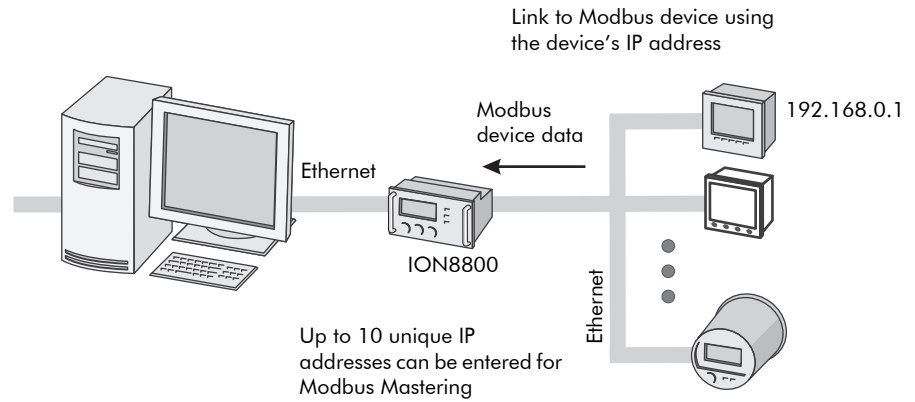 Link to Modbus device using
the device's IP address
192.168.0.1
Modbus
device data
Ethernet
ION8800
Ethernet
Up to 10 unique IP
addresses can be entered for
Modbus Mastering